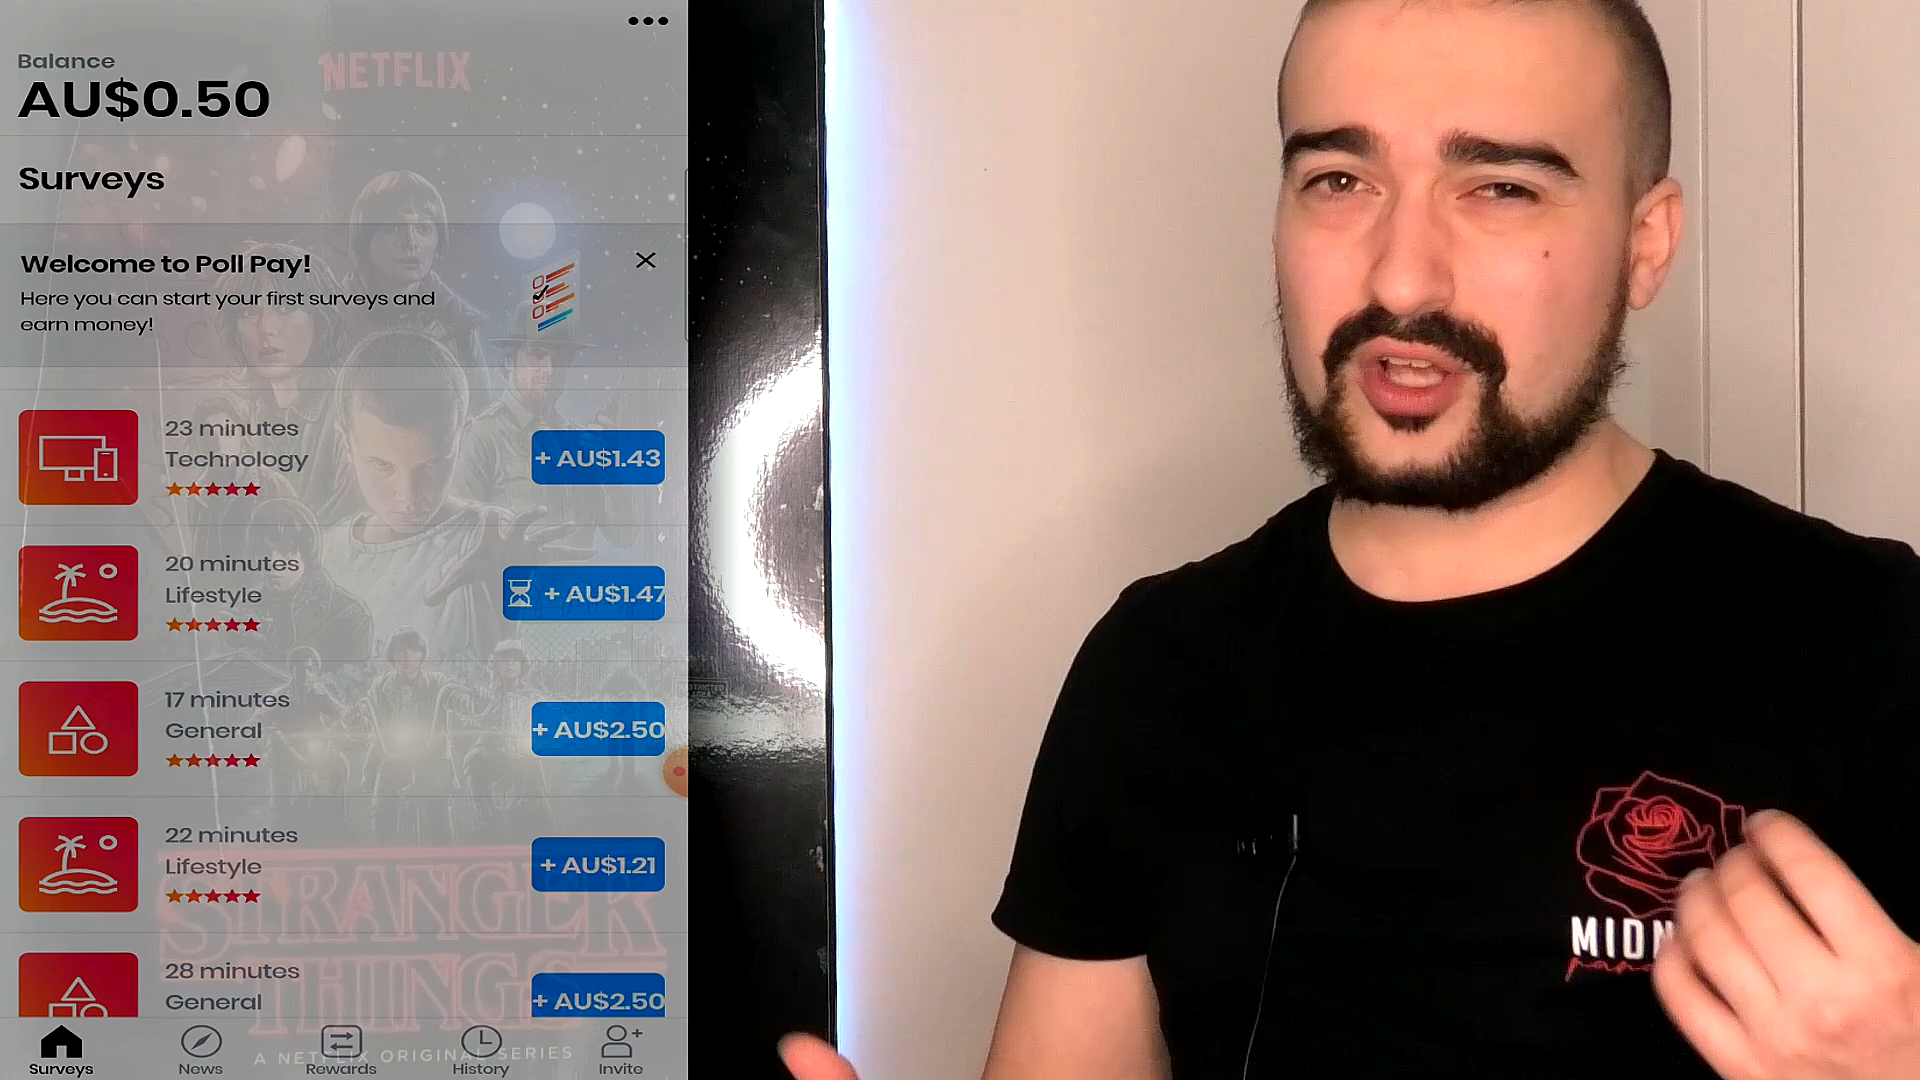 Balance
AU$0.50
NETFLIX
Surveys
Welcome to Poll Pay!
Here you can start your first surveys and
earn money!
23 minutes
Technology
+ AU$1.43
20 minutes
Lifestyle
+ AU$1.47
17 minutes
General
+ AU$2.50
22 minutes
Lifestyle
+ AU$1.21
STRANGER
THINGS
28 minutes
General
+ AU$2.50
A NETFLIX ORIGINAL SERIES
Surveys
News
Rewards
History
Invite
MIDN